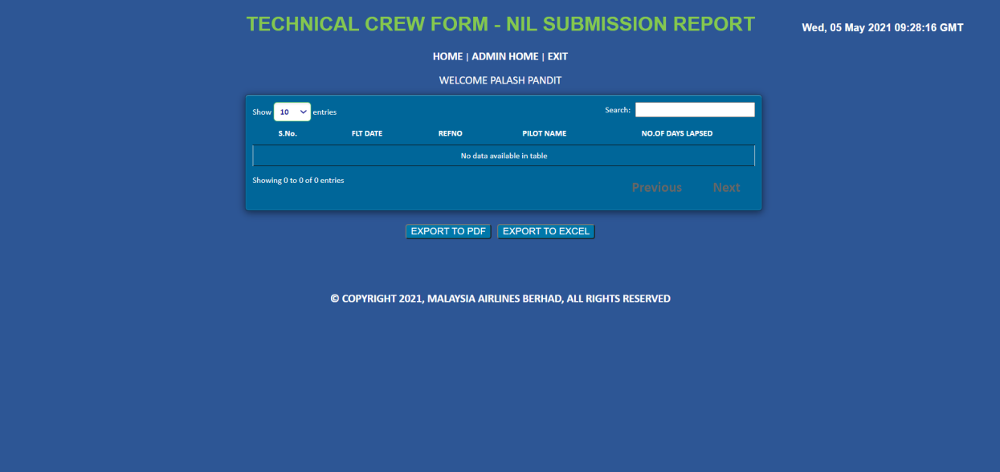 TECHNICAL CREW FORM - NIL SUBMISSION REPORT
Wed, 05 May 2021 09:28:16 GMT
HOME | ADMIN HOME | EXIT
WELCOME PALASH PANDIT
Show 10 entries Search:
S.No. FLT DATE REFNO PILOT NAME NO.OF DAYS LAPSED
No data available in table
Showing 0 to 0 of 0 entries
Previous Next
EXPORT TO PDF EXPORT TO EXCEL
© COPYRIGHT 2021, MALAYSIA AIRLINES BERHAD, ALL RIGHTS RESERVED